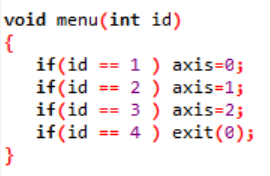 void menu(int id)
{
    if(id == 1 ) axis=0;
    if(id == 2 ) axis=1;
    if(id == 3 ) axis=2;
    if(id == 4 ) exit(0);
}